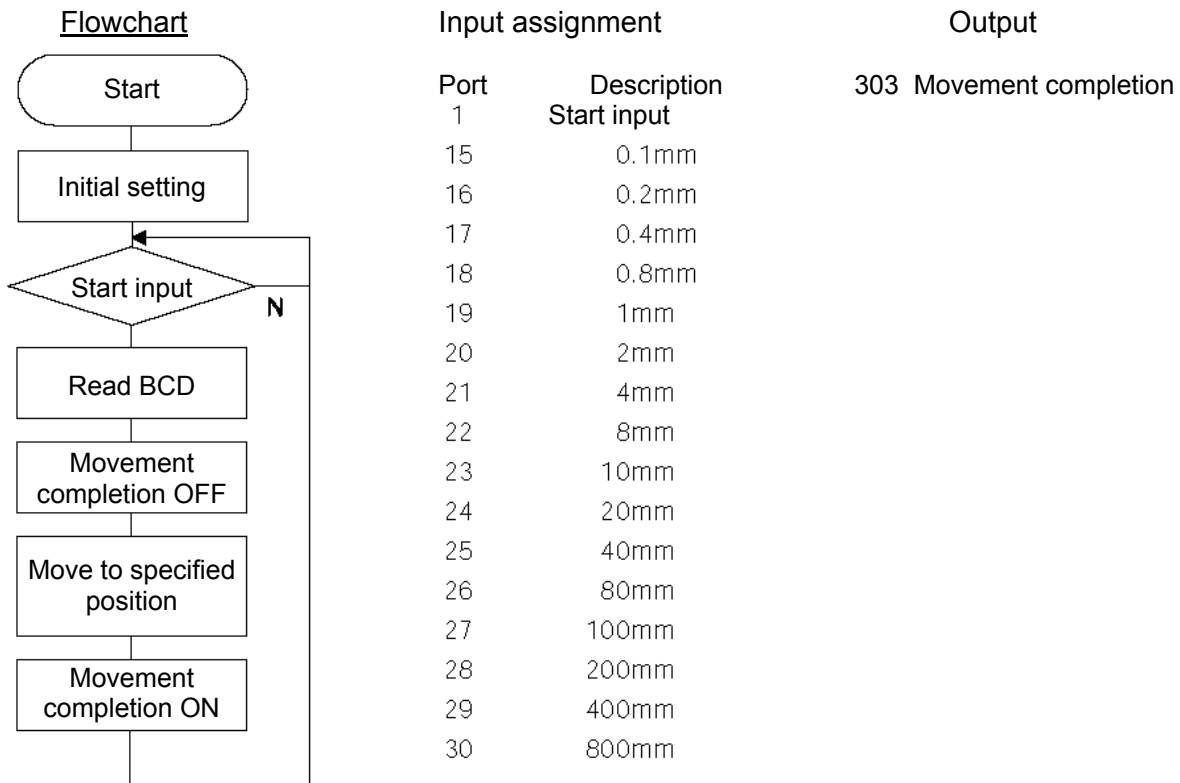 Flowchart
Start
Initial setting
Start input
N
Read BCD
Movement
completion OFF
Move to specified
position
Movement
completion ON
Input assignment
Port Description
1 Start input
15 0.1mm
16 0.2mm
17 0.4mm
18 0.8mm
19 1mm
20 2mm
21 4mm
22 8mm
23 10mm
24 20mm
25 40mm
26 80mm
27 100mm
28 200mm
29 400mm
30 800mm
Output
303 Movement completion